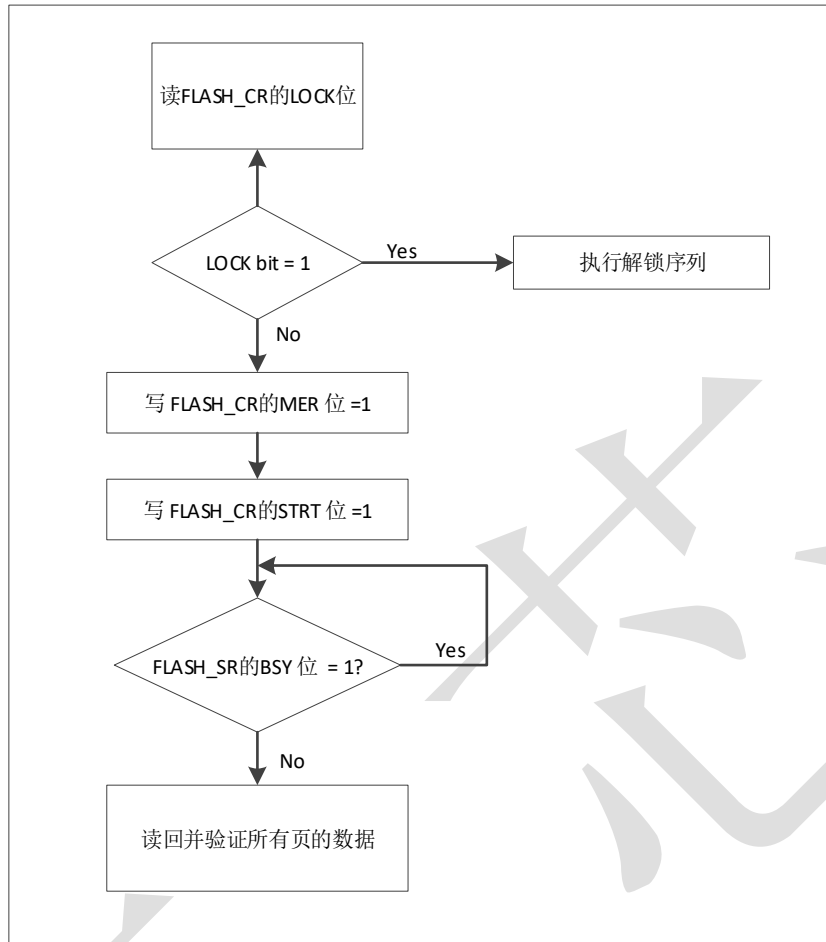 读FLASH_CR的LOCK位
LOCK bit = 1
Yes
执行解锁序列
No
写 FLASH_CR的MER 位 =1
写 FLASH_CR的STRT 位 =1
FLASH_SR的BSY 位 = 1?
Yes
No
读回并验证所有页的数据